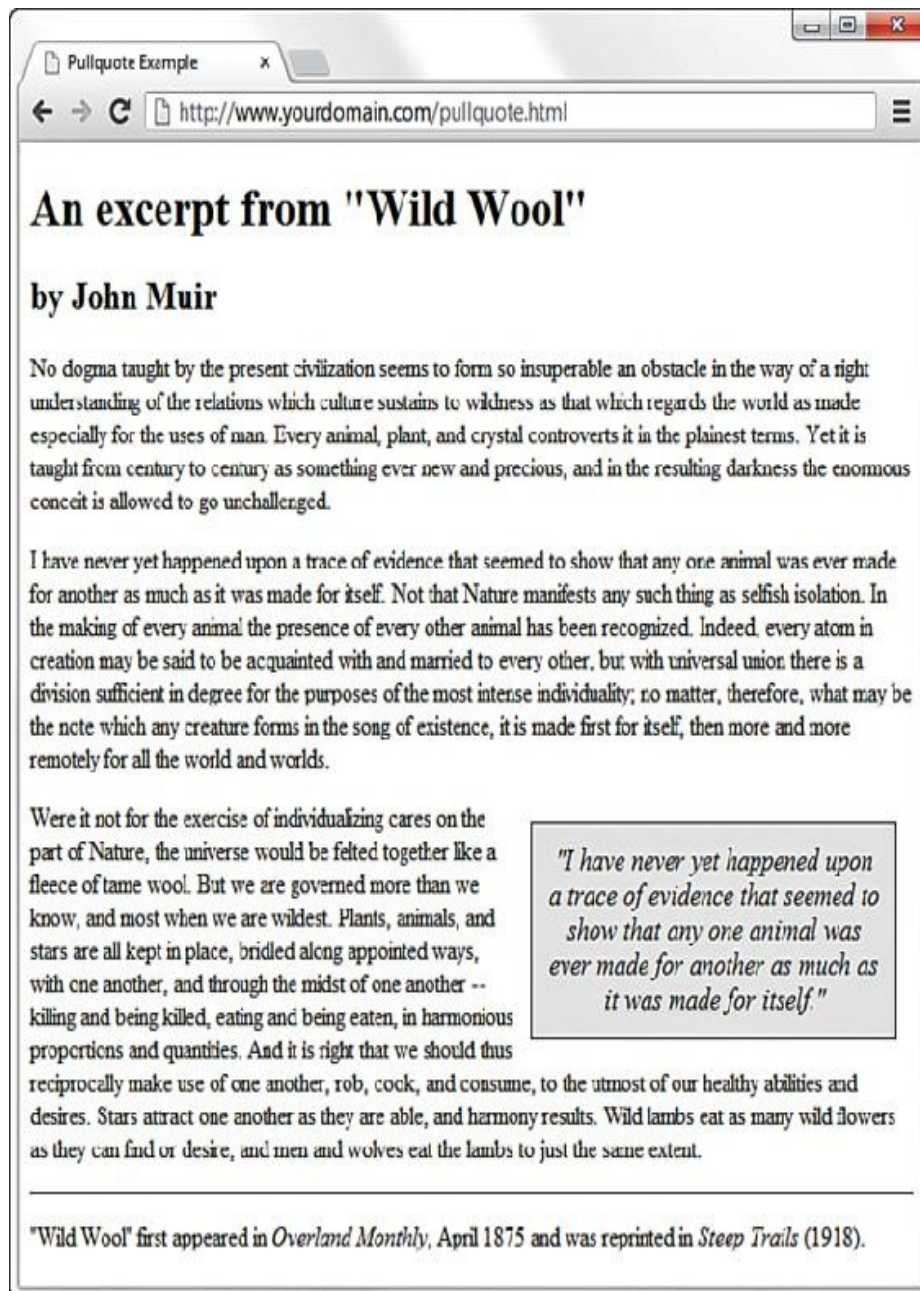 Pullquote Example
http://www.yourdomain.com/pullquote.html
An excerpt from "Wild Wool"
by John Muir
No dogma taught by the present civilization seems to form so insuperable an obstacle in the way of a right
understanding of the relations which culture sustains to wildness as that which regards the world as made
especially for the uses of man. Every animal, plant, and crystal controverts it in the plainest terms. Yet it is
taught from century to century as something ever new and precious, and in the resulting darkness the enormous
conceit is allowed to go unchallenged.
I have never yet happened upon a trace of evidence that seemed to show that any one animal was ever made
for another as much as it was made for itself. Not that Nature manifests any such thing as selfish isolation. In
the making of every animal the presence of every other animal has been recognized. Indeed, every atom in
creation may be said to be acquainted with and married to every other, but with universal union there is a
division sufficient in degree for the purposes of the most intense individuality; no matter, therefore, what may be
the note which any creature forms in the song of existence, it is made first for itself, then more and more
remotely for all the world and worlds.
Were it not for the exercise of individualizing cares on the
part of Nature, the universe would be felted together like a
fleece of tame wool. But we are governed more than we
know, and most when we are wildest. Plants, animals, and
stars are all kept in place, bridled along appointed ways,
with one another, and through the midst of one another --
killing and being killed, eating and being eaten, in harmonious
proportions and quantities. And it is right that we should thus
reciprocally make use of one another, rob, cook, and consume, to the utmost of our healthy abilities and
desires. Stars attract one another as they are able, and harmony results. Wild lambs eat as many wild flowers
as they can find or desire, and men and wolves eat the lambs to just the same extent.
"I have never yet happened upon
a trace of evidence that seemed to
show that any one animal was
ever made for another as much as
it was made for itself."
"Wild Wool" first appeared in Overland Monthly, April 1875 and was reprinted in Steep Trails (1918).